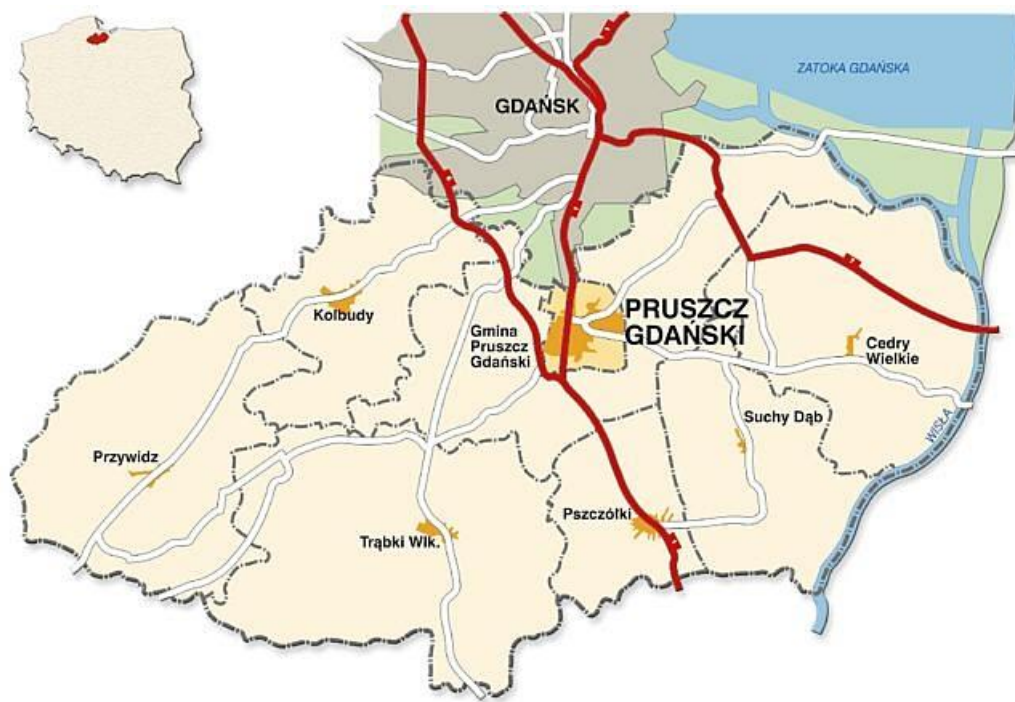 ZATOKA GDAŃSKA
GDAŃSK
PRUSZCZ
GDAŃSKI
Kolbudy
Gmina
Pruszcz
Gdański
Cedry
Wielkie
Suchy Dąb
WISŁA
Przywidz
Pszczółki
Trąbki Wlk.